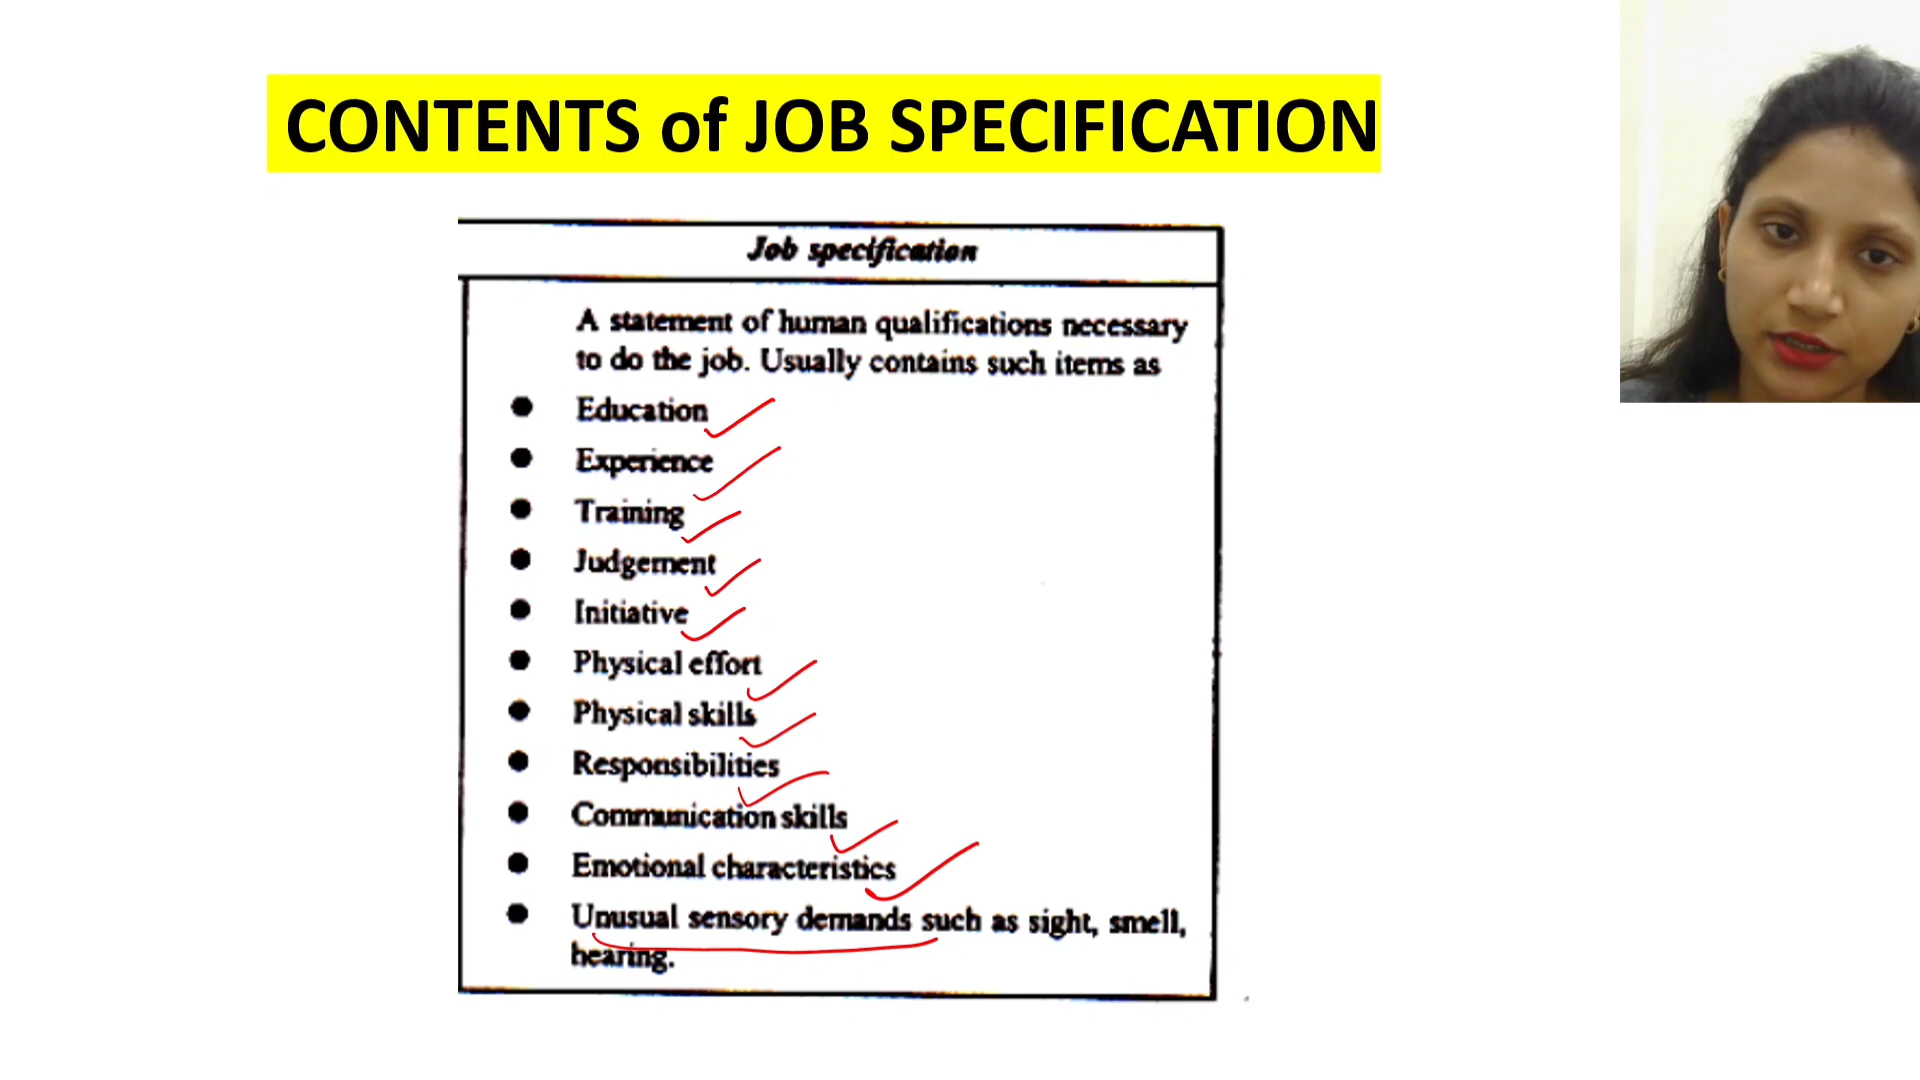 CONTENTS of JOB SPECIFICATION
Job specification
A statement of human qualifications necessary
to do the job. Usually contains such items as
● Education
● Experience
● Training
● Judgement
● Initiative
● Physical effort
● Physical skills
● Responsibilities
● Communication skills
● Emotional characteristics
● Unusual sensory demands such as sight, smell,
hearing.